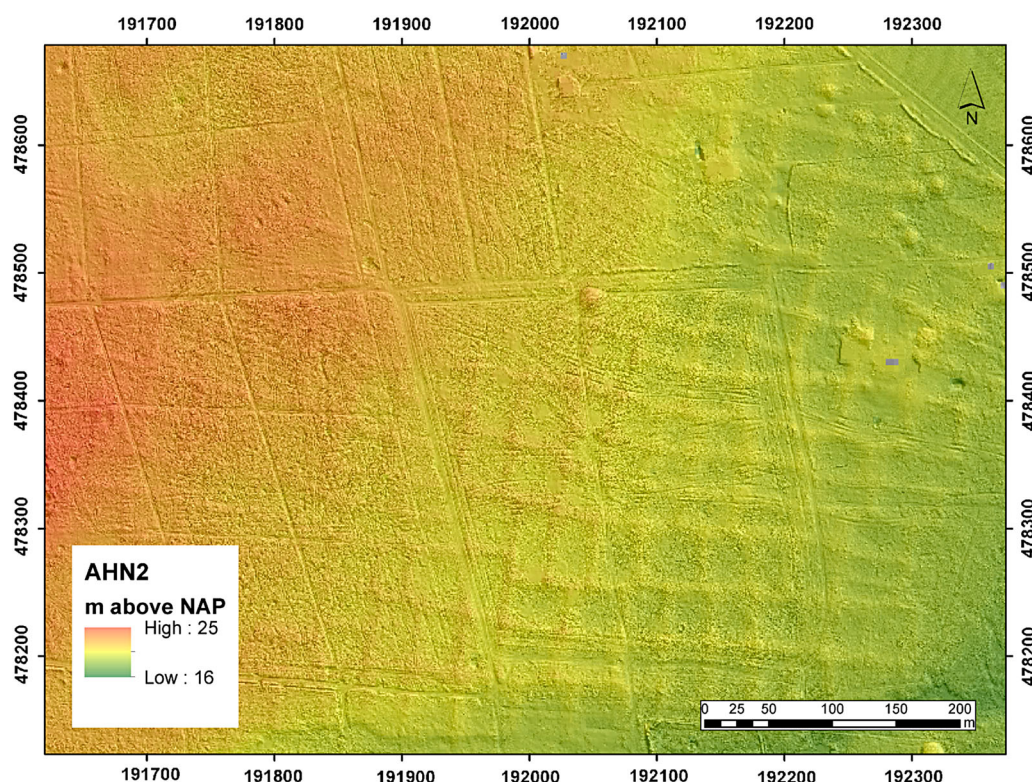 191700 191800 191900 192000 192100 192200 192300
478600 478600
N
478500 478500
478400 478400
478300 478300
AHN2
m above NAP
High : 25
Low : 16
478200 478200
0 25 50 100 150 200
m
191700 191800 191900 192000 192100 192200 192300